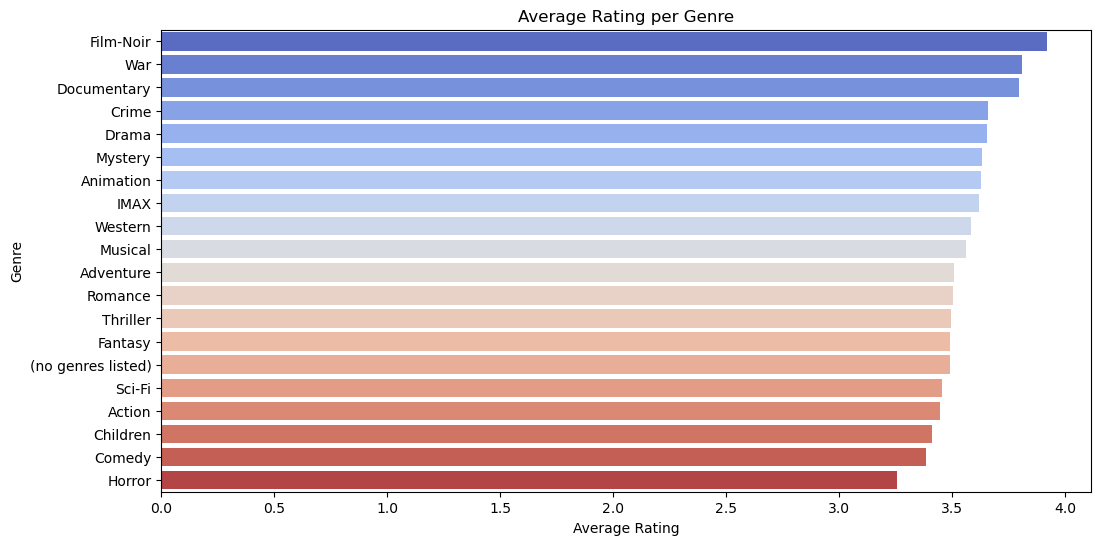 Average Rating per Genre
Genre
Film-Noir
War
Documentary
Crime
Drama
Mystery
Animation
IMAX
Western
Musical
Adventure
Romance
Thriller
Fantasy
(no genres listed)
Sci-Fi
Action
Children
Comedy
Horror
0.0 0.5 1.0 1.5 2.0 2.5 3.0 3.5 4.0
Average Rating